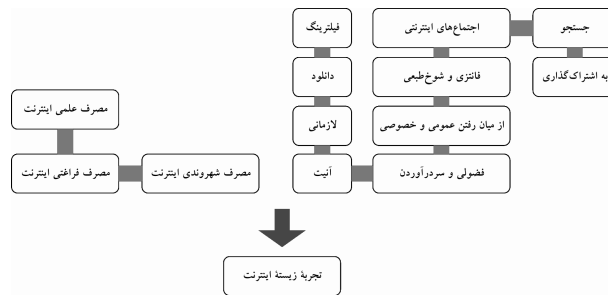 جستجو
اجتماع‌های اینترنتی
فیلترینگ
به اشتراک‌گذاری
فانتزی و شوخ‌طبعی
دانلود
مصرف علمی اینترنت
از میان رفتن عمومی و خصوصی
لازمانی
فضولی و سردرآوردن
آنیت
مصرف شهروندی اینترنت
مصرف فراغتی اینترنت
تجربهٔ زیستهٔ اینترنت